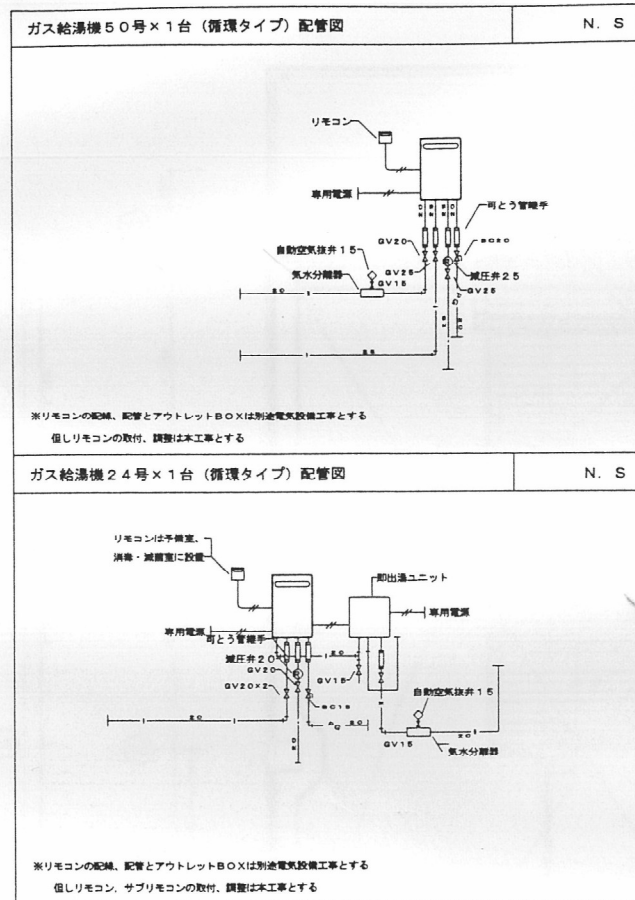 ガス給湯機50号×1台（循環タイプ）配管図
N. S
リモコン
専用電源
可とう管継手
自動空気抜弁15
GV20
BC20
気水分離器
GV15
GV25
減圧弁25
GV25
20
25
※リモコンの配線、配管とアウトレットBOXは別途電気設備工事とする
但しリモコンの取付、調整は本工事とする
ガス給湯機24号×1台（循環タイプ）配管図
N. S
リモコンは予備室、
消毒・滅菌室に設置
即出湯ユニット
専用電源
専用電源
可とう管継手
減圧弁20
20
GV20
GV15
GV20×2
BC15
自動空気抜弁15
20
20
GV15
20
気水分離器
※リモコンの配線、配管とアウトレットBOXは別途電気設備工事とする
但しリモコン、サブリモコンの取付、調整は本工事とする